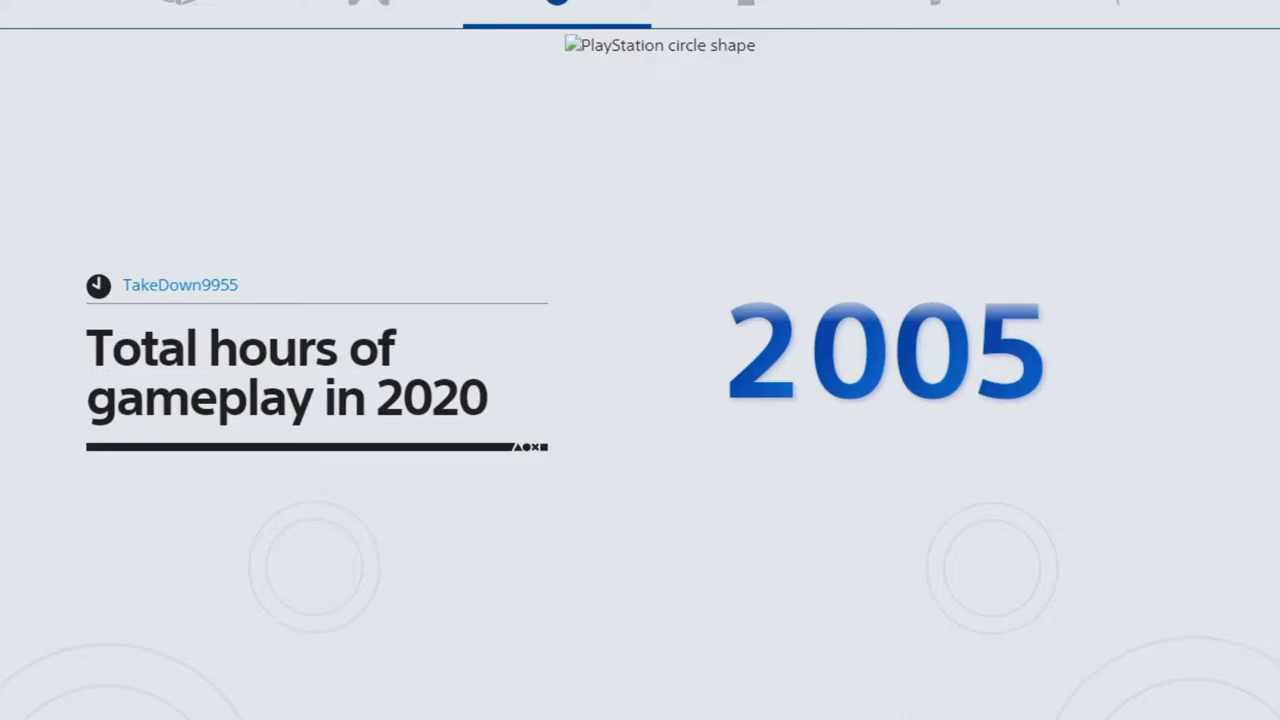 PlayStation circle shape
TakeDown9955
Total hours of
gameplay in 2020
2005